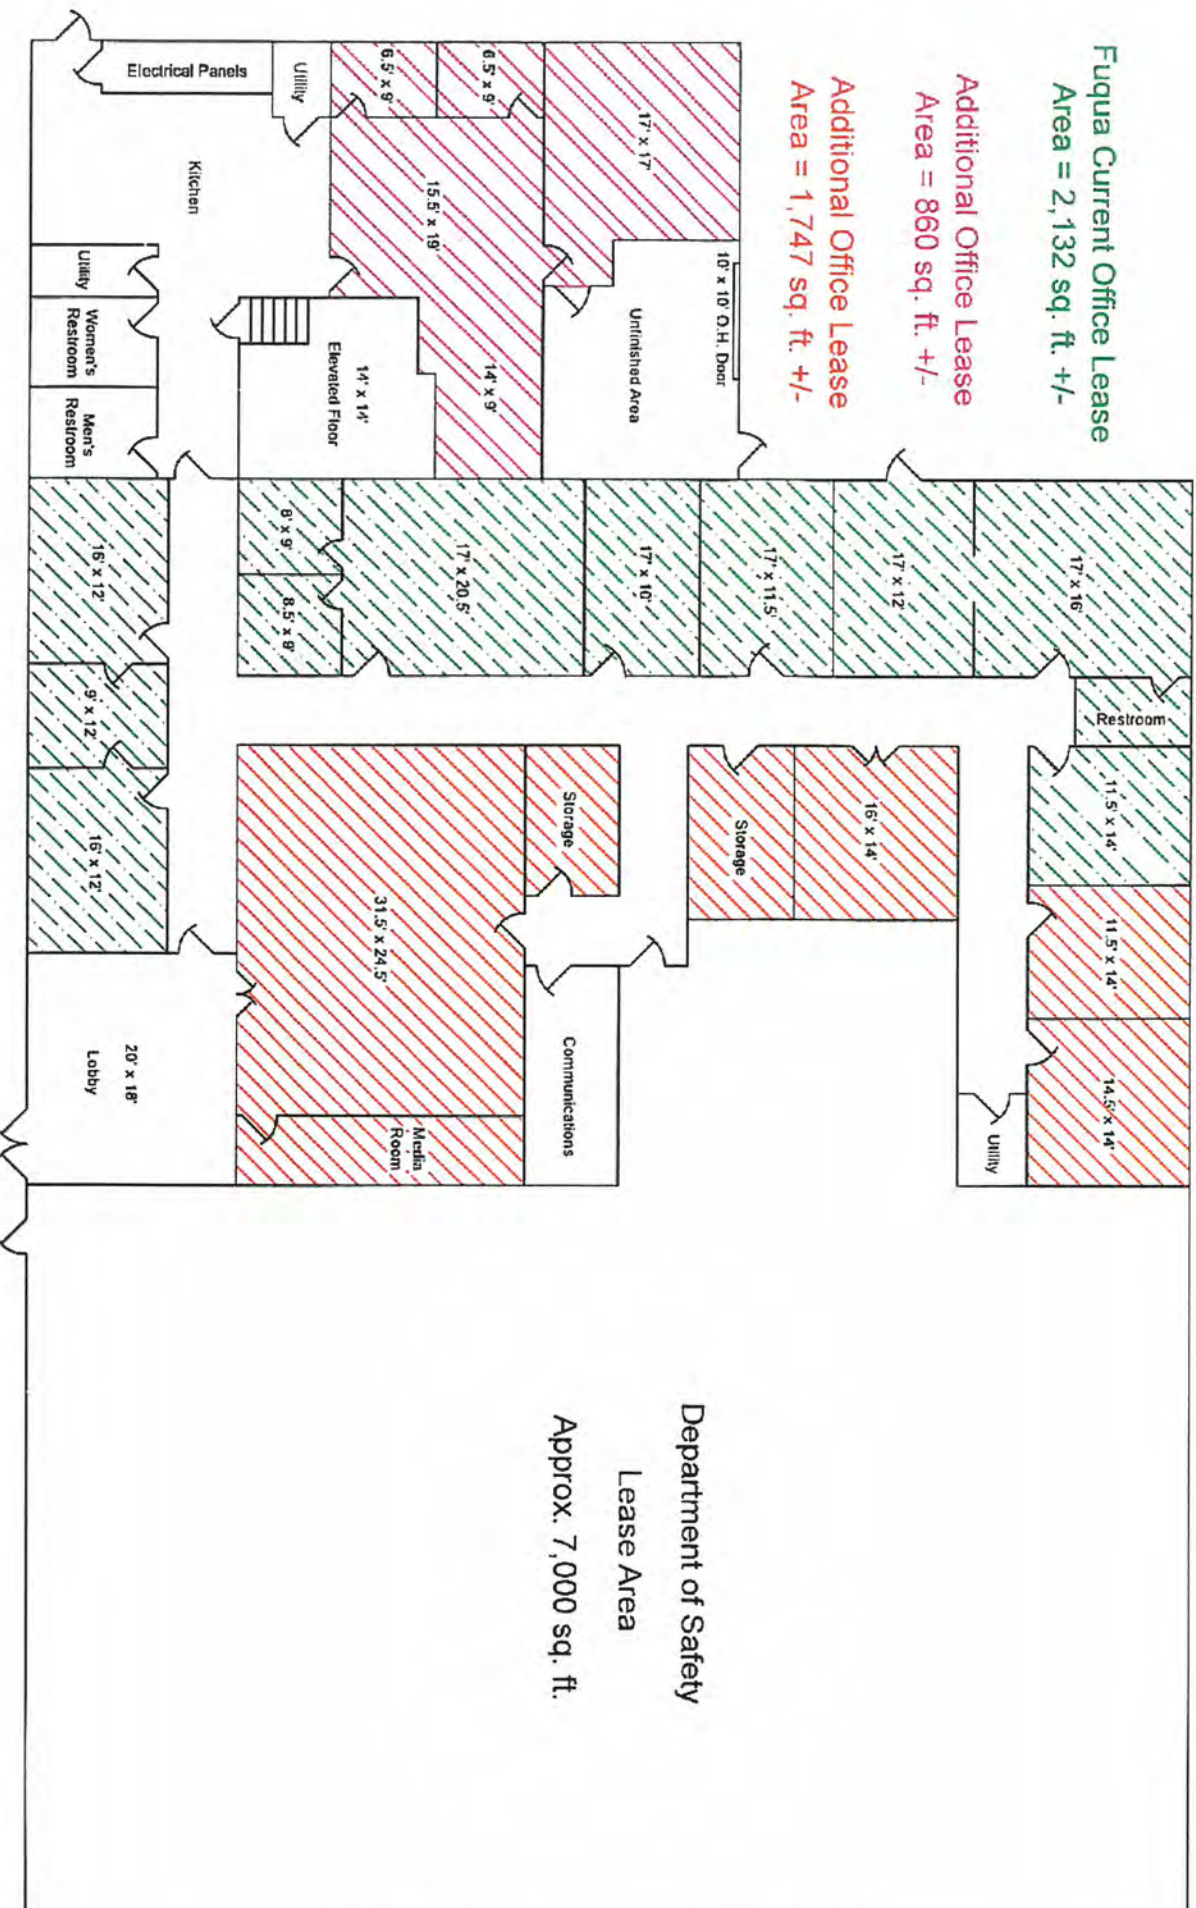 Fuqua Current Office Lease
Area = 2,132 sq. ft. +/-
Additional Office Lease
Area = 860 sq. ft. +/-
Additional Office Lease
Area = 1,747 sq. ft. +/-
17' x 17'
10' x 10' O.H. Door
Unfinished Area
6.5' x 9'
6.5' x 9'
15.5' x 19'
14' x 9'
14' x 14'
Elevated Floor
Utility
Electrical Panels
Kitchen
Utility
Women's
Restroom
Men's
Restroom
17' x 16'
17' x 12'
17' x 11.5'
17' x 10'
17' x 20.5'
8' x 9'
8.5' x 9'
16' x 12'
9' x 12'
16' x 12'
Restroom
11.5' x 14'
11.5' x 14'
14.5' x 14'
Utility
16' x 14'
Storage
Storage
Communications
31.5' x 24.5'
Media
Room
20' x 18'
Lobby
Department of Safety
Lease Area
Approx. 7,000 sq. ft.